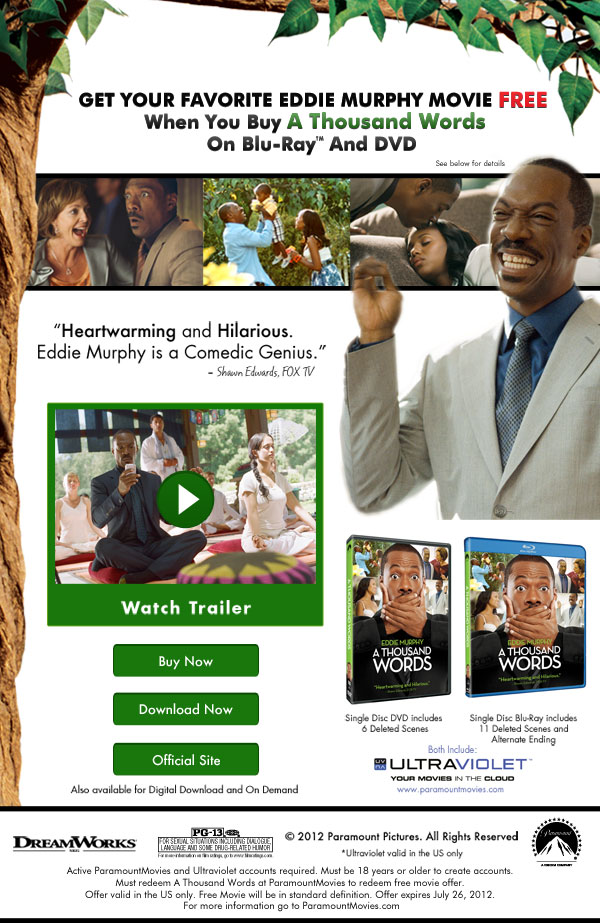 GET YOUR FAVORITE EDDIE MURPHY MOVIE FREE
When You Buy A Thousand Words
On Blu-Ray™ And DVD
See below for details
“Heartwarming and Hilarious.
Eddie Murphy is a Comedic Genius.”
– Shawn Edwards, FOX TV
Watch Trailer
Buy Now
Download Now
Official Site
Also available for Digital Download and On Demand
EDDIE MURPHY
A THOUSAND
WORDS
"Heartwarming and Hilarious."
EDDIE MURPHY
A THOUSAND
WORDS
"Heartwarming and Hilarious."
Single Disc DVD includes
6 Deleted Scenes
Single Disc Blu-Ray includes
11 Deleted Scenes and
Alternate Ending
Both Include:
UV
ULTRAVIOLET™
YOUR MOVIES IN THE CLOUD
www.paramountmovies.com
DREAMWORKS
PG-13
FOR SEXUAL SITUATIONS INCLUDING DIALOGUE,
LANGUAGE AND SOME DRUG-RELATED HUMOR
For more information on film ratings, go to www.filmratings.com.
© 2012 Paramount Pictures. All Rights Reserved
*Ultraviolet valid in the US only
Paramount
Active ParamountMovies and Ultraviolet accounts required. Must be 18 years or older to create accounts.
Must redeem A Thousand Words at ParamountMovies to redeem free movie offer.
Offer valid in the US only. Free Movie will be in standard definition. Offer expires July 26, 2012.
For more information go to ParamountMovies.com